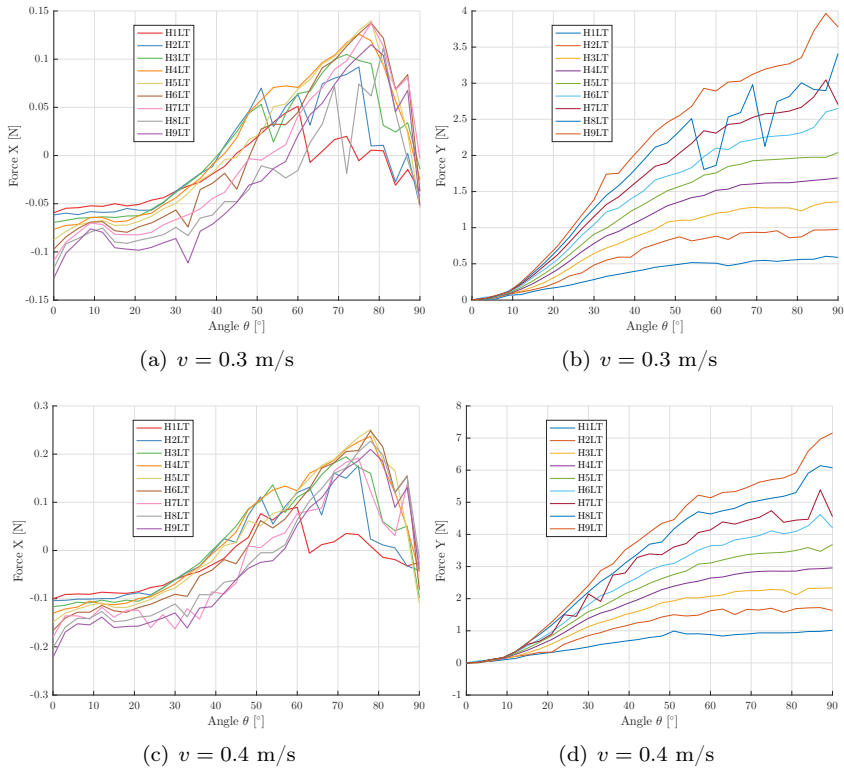 0.15
0.1
0.05
0
-0.05
-0.1
-0.15
Force X [N]
H1LT
H2LT
H3LT
H4LT
H5LT
H6LT
H7LT
H8LT
H9LT
0 10 20 30 40 50 60 70 80 90
Angle θ [°]
(a) v = 0.3 m/s
4
3.5
3
2.5
2
1.5
1
0.5
0
Force Y [N]
H1LT
H2LT
H3LT
H4LT
H5LT
H6LT
H7LT
H8LT
H9LT
0 10 20 30 40 50 60 70 80 90
Angle θ [°]
(b) v = 0.3 m/s
0.3
0.2
0.1
0
-0.1
-0.2
-0.3
Force X [N]
H1LT
H2LT
H3LT
H4LT
H5LT
H6LT
H7LT
H8LT
H9LT
0 10 20 30 40 50 60 70 80 90
Angle θ [°]
(c) v = 0.4 m/s
8
7
6
5
4
3
2
1
0
-1
Force Y [N]
H1LT
H2LT
H3LT
H4LT
H5LT
H6LT
H7LT
H8LT
H9LT
0 10 20 30 40 50 60 70 80 90
Angle θ [°]
(d) v = 0.4 m/s